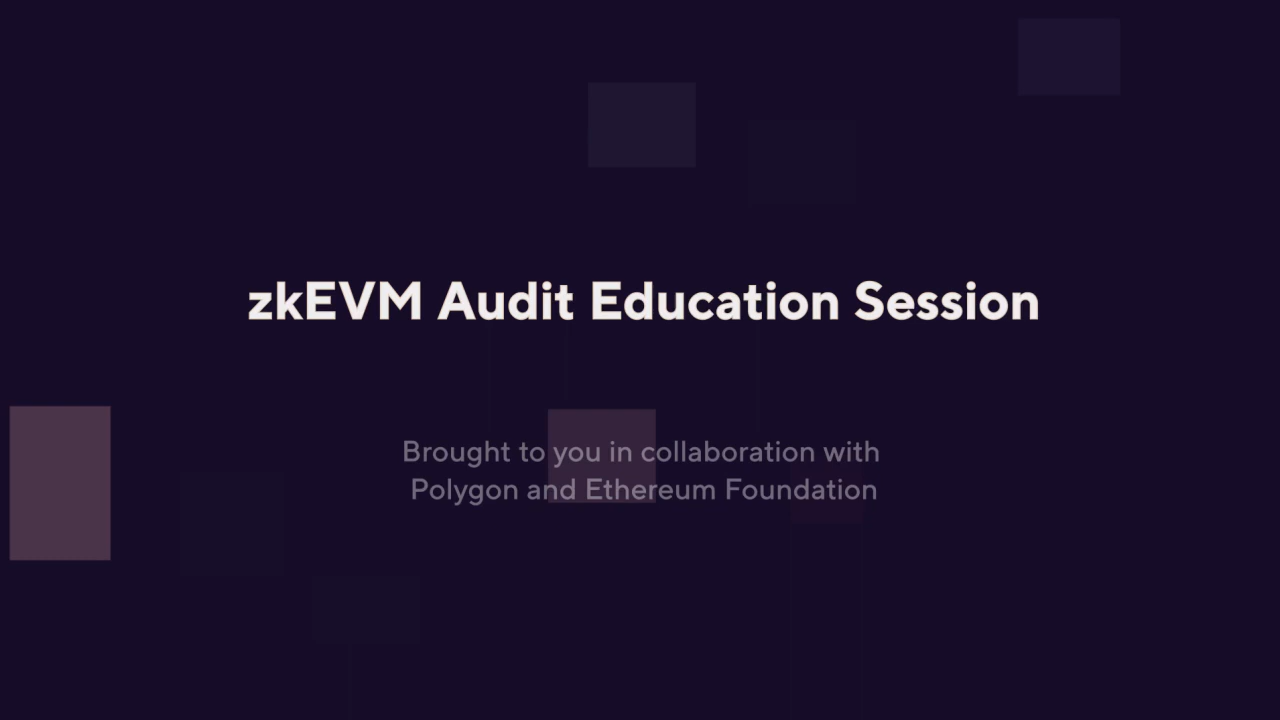 zkEVM Audit Education Session
Brought to you in collaboration with
Polygon and Ethereum Foundation